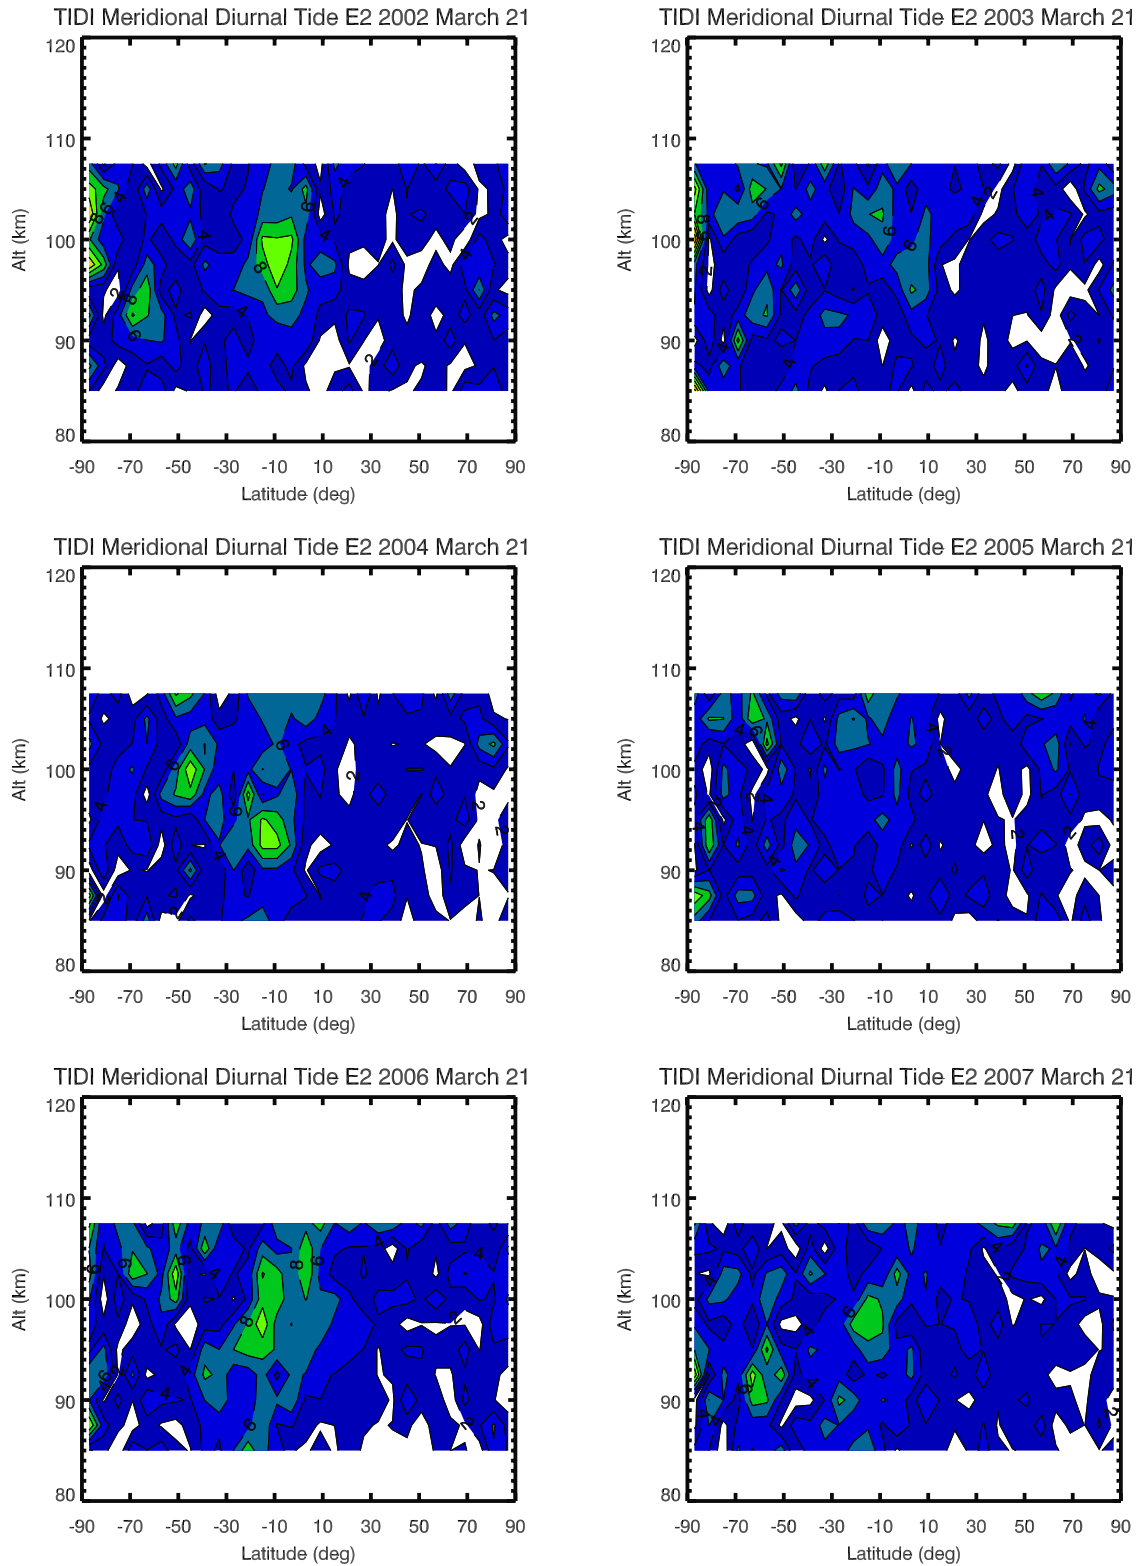 TIDI Meridional Diurnal Tide E2 2002 March 21
120
110
100
90
80
Alt (km)
-90 -70 -50 -30 -10 10 30 50 70 90
Latitude (deg)
TIDI Meridional Diurnal Tide E2 2003 March 21
120
110
100
90
80
Alt (km)
-90 -70 -50 -30 -10 10 30 50 70 90
Latitude (deg)
TIDI Meridional Diurnal Tide E2 2004 March 21
120
110
100
90
80
Alt (km)
-90 -70 -50 -30 -10 10 30 50 70 90
Latitude (deg)
TIDI Meridional Diurnal Tide E2 2005 March 21
120
110
100
90
80
Alt (km)
-90 -70 -50 -30 -10 10 30 50 70 90
Latitude (deg)
TIDI Meridional Diurnal Tide E2 2006 March 21
120
110
100
90
80
Alt (km)
-90 -70 -50 -30 -10 10 30 50 70 90
Latitude (deg)
TIDI Meridional Diurnal Tide E2 2007 March 21
120
110
100
90
80
Alt (km)
-90 -70 -50 -30 -10 10 30 50 70 90
Latitude (deg)